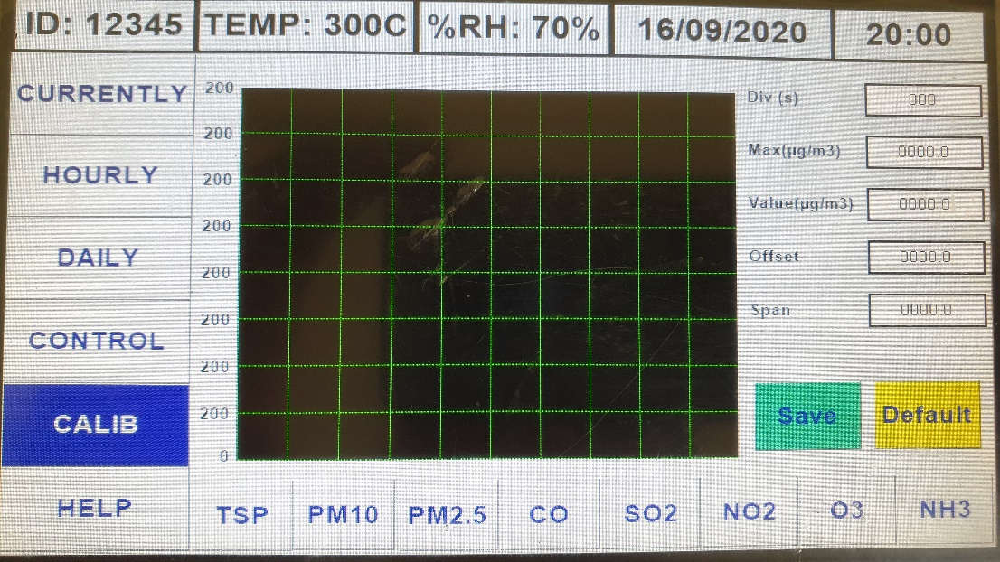 ID: 12345 TEMP: 300C %RH: 70% 16/09/2020 20:00
CURRENTLY
HOURLY
DAILY
CONTROL
CALIB
HELP
200
200
200
200
200
200
200
200
0
Div (s) 000
Max(µg/m3) 0000.0
Value(µg/m3) 0000.0
Offset 0000.0
Span 0000.0
Save Default
TSP PM10 PM2.5 CO SO2 NO2 O3 NH3